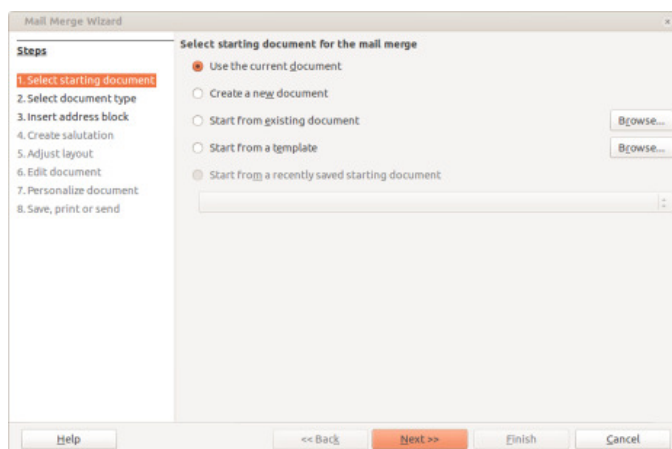 Mail Merge Wizard
Steps
1. Select starting document
2. Select document type
3. Insert address block
4. Create salutation
5. Adjust layout
6. Edit document
7. Personalize document
8. Save, print or send
Select starting document for the mail merge
Use the current document
Create a new document
Start from existing document
Browse...
Start from a template
Browse...
Start from a recently saved starting document
Help
<< Back
Next >>
Finish
Cancel